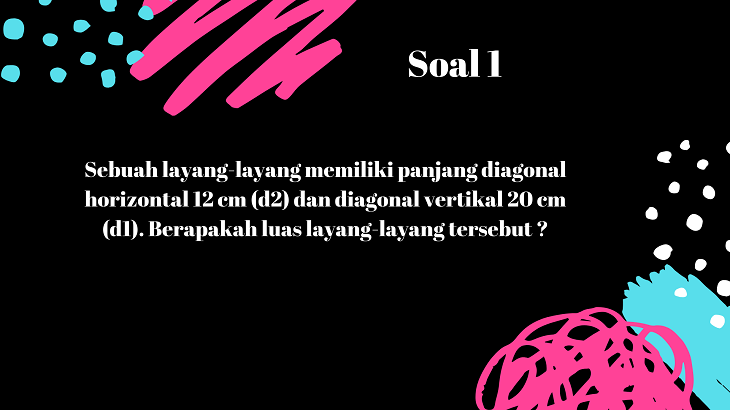 Soal 1
Sebuah layang-layang memiliki panjang diagonal
horizontal 12 cm (d2) dan diagonal vertikal 20 cm
(d1). Berapakah luas layang-layang tersebut ?